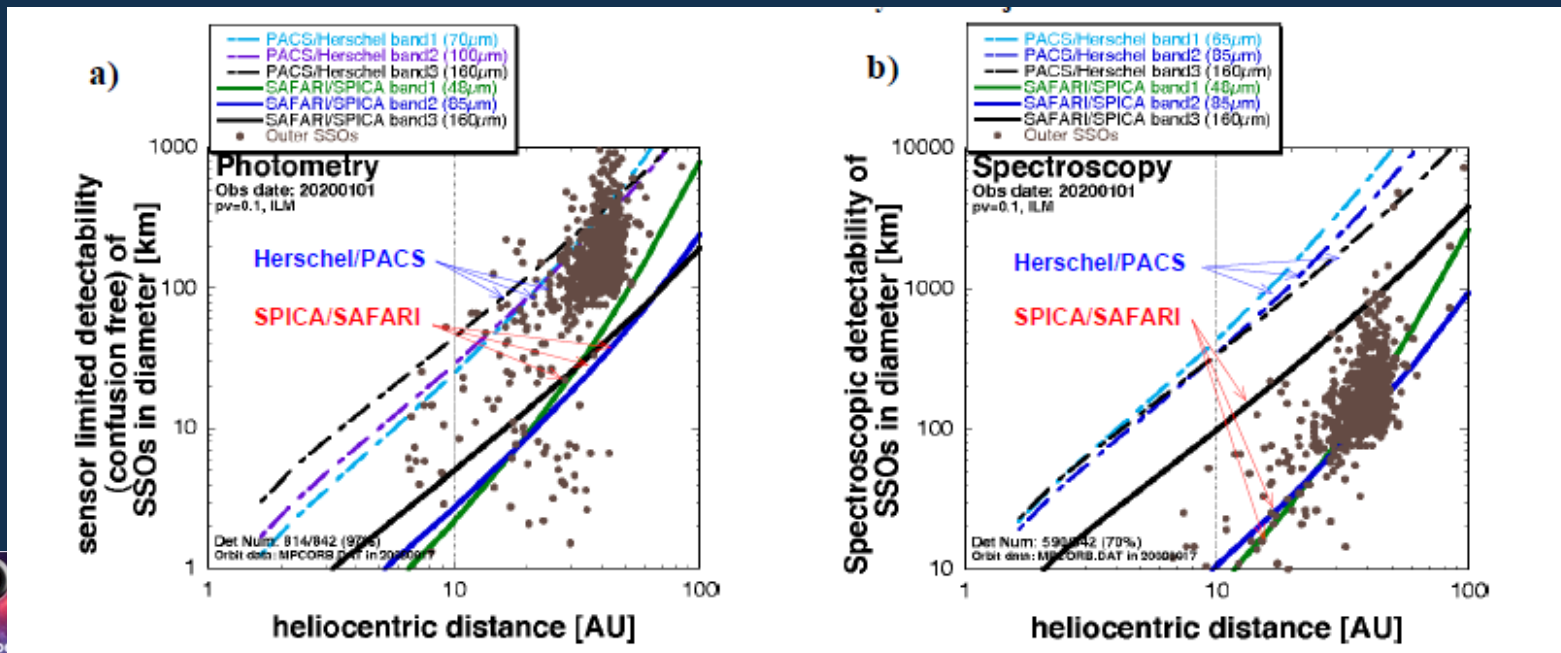 a)
PACS/Herschel band1 (70μm)
PACS/Herschel band2 (100μm)
PACS/Herschel band3 (160μm)
SAFARI/SPICA band1 (48μm)
SAFARI/SPICA band2 (85μm)
SAFARI/SPICA band3 (160μm)
Outer SSOs
sensor limited detectability
(confusion free) of
SSOs in diameter [km]
1000
100
10
1
Photometry
Obs date: 20200101
pv=0.1, ILM
Herschel/PACS
SPICA/SAFARI
Det Num: 814/842 (97%)
Orbit data: MPCORB.DAT in
1
10
100
heliocentric distance [AU]
b)
PACS/Herschel band1 (65μm)
PACS/Herschel band2 (85μm)
PACS/Herschel band3 (160μm)
SAFARI/SPICA band1 (48μm)
SAFARI/SPICA band2 (85μm)
SAFARI/SPICA band3 (160μm)
Outer SSOs
Spectroscopic detectability of
SSOs in diameter [km]
10000
1000
100
10
Spectroscopy
Obs date: 20200101
pv=0.1, ILM
Herschel/PACS
SPICA/SAFARI
Det Num: 590/842 (70%)
Orbit data: MPCORB.DAT in
1
10
100
heliocentric distance [AU]